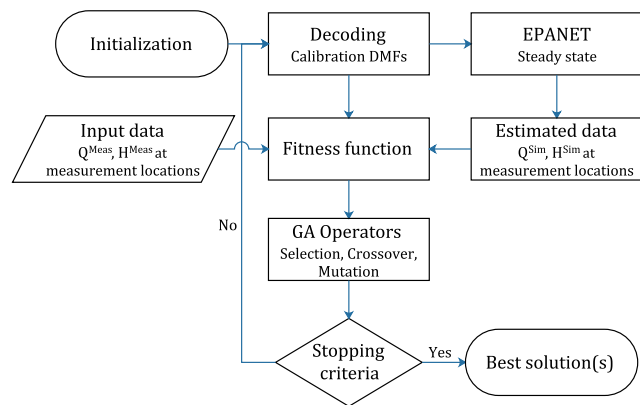 Initialization
Decoding
Calibration DMFs
EPANET
Steady state
Input data
Q^Meas, H^Meas at
measurement locations
Fitness function
Estimated data
Q^Sim, H^Sim at
measurement locations
GA Operators
Selection, Crossover,
Mutation
No
Stopping
criteria
Yes
Best solution(s)